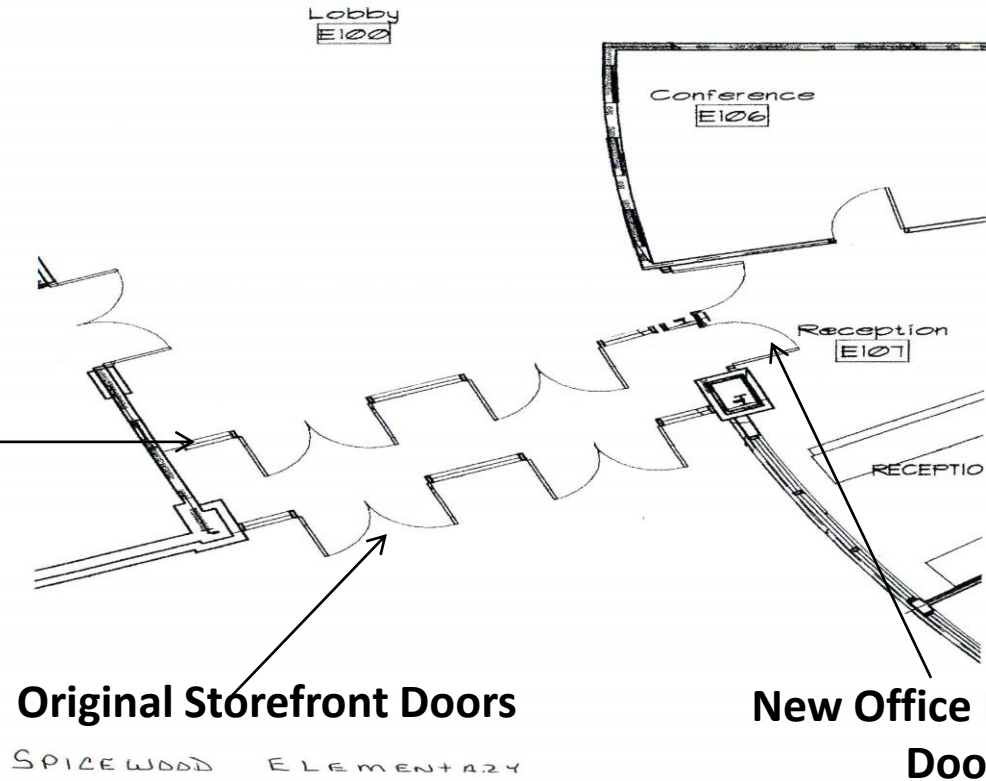 Lobby
E100
Conference
E106
Reception
E107
RECEPTIO
Original Storefront Doors
New Office
Doo
SPICEWOOD ELEMENTARY